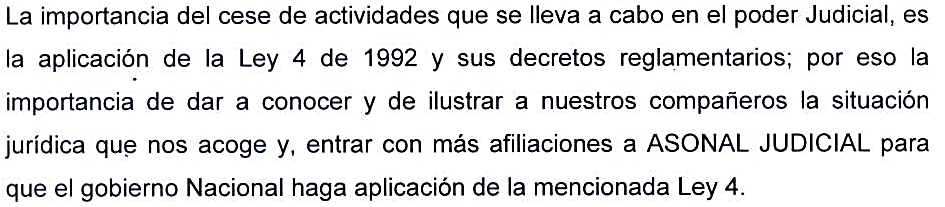 La importancia del cese de actividades que se lleva a cabo en el poder Judicial, es
la aplicación de la Ley 4 de 1992 y sus decretos reglamentarios; por eso la
importancia de dar a conocer y de ilustrar a nuestros compañeros la situación
jurídica que nos acoge y, entrar con más afiliaciones a ASONAL JUDICIAL para
que el gobierno Nacional haga aplicación de la mencionada Ley 4.